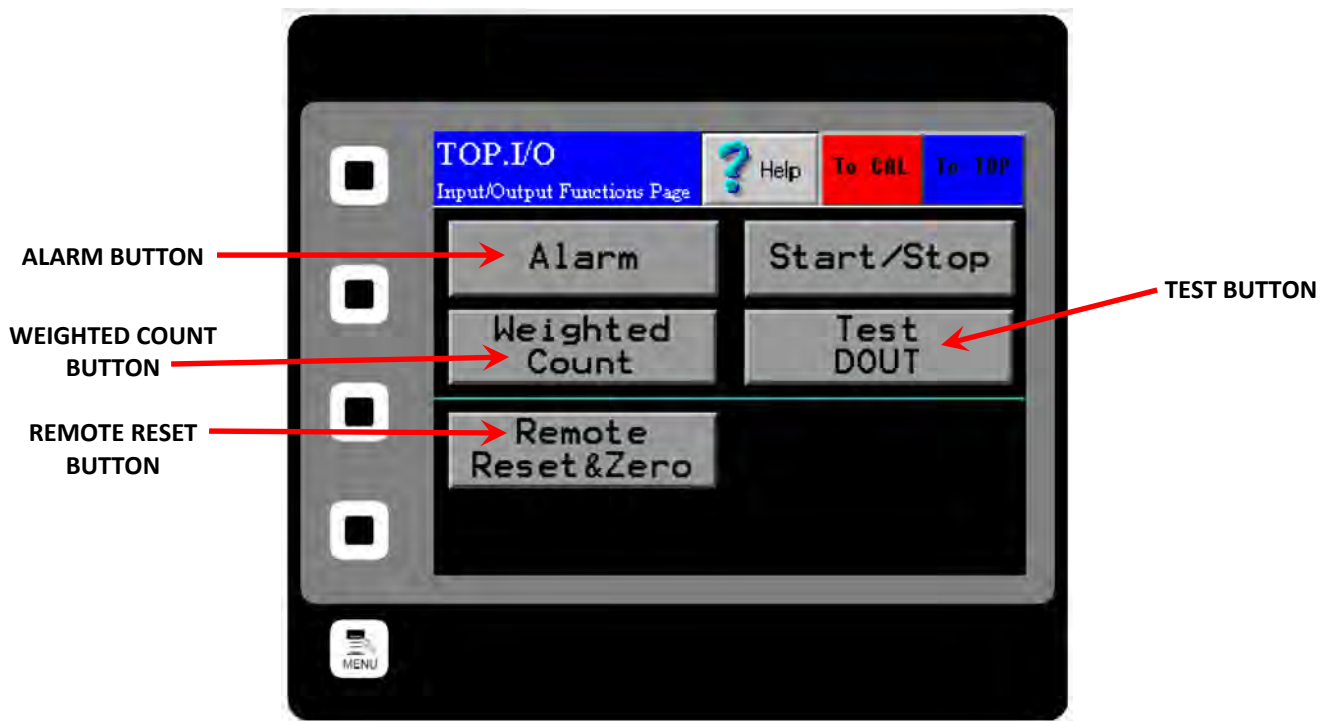 TOP.I/O
Input/Output Functions Page
Help
To CAL
To TOP
ALARM BUTTON
Alarm
Start/Stop
TEST BUTTON
WEIGHTED COUNT
BUTTON
Weighted
Count
Test
DOUT
REMOTE RESET
BUTTON
Remote
Reset&Zero
MENU